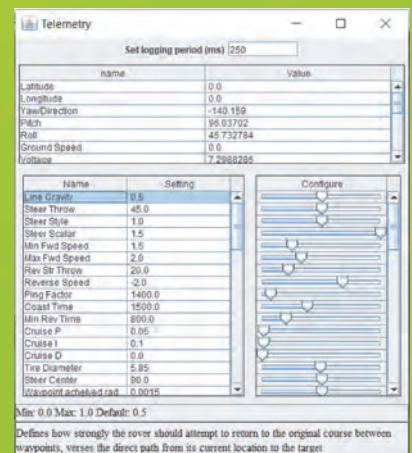 Telemetry
Set logging period (ms) 250
name Value
Latitude 0.0
Longitude 0.0
Yaw/Direction -140.159
Pitch 96.03702
Roll 45.732784
Ground Speed 0.0
Voltage 7.2988295
Name Setting Configure
Line Gravity 0.5
Steer Throw 45.0
Steer Style 1.0
Steer Scalar 1.5
Min Fwd Speed 1.5
Max Fwd Speed 2.0
Rev Str Throw 20.0
Reverse Speed -2.0
Ping Factor 1400.0
Coast Time 1500.0
Min Rev Time 800.0
Cruise P 0.05
Cruise I 0.1
Cruise D 0.0
Tire Diameter 5.85
Steer Center 90.0
Waypoint acheived rad 0.0015
Min: 0.0 Max: 1.0 Default: 0.5
Defines how strongly the rover should attempt to return to the original course between
waypoints, verses the direct path from its current location to the target